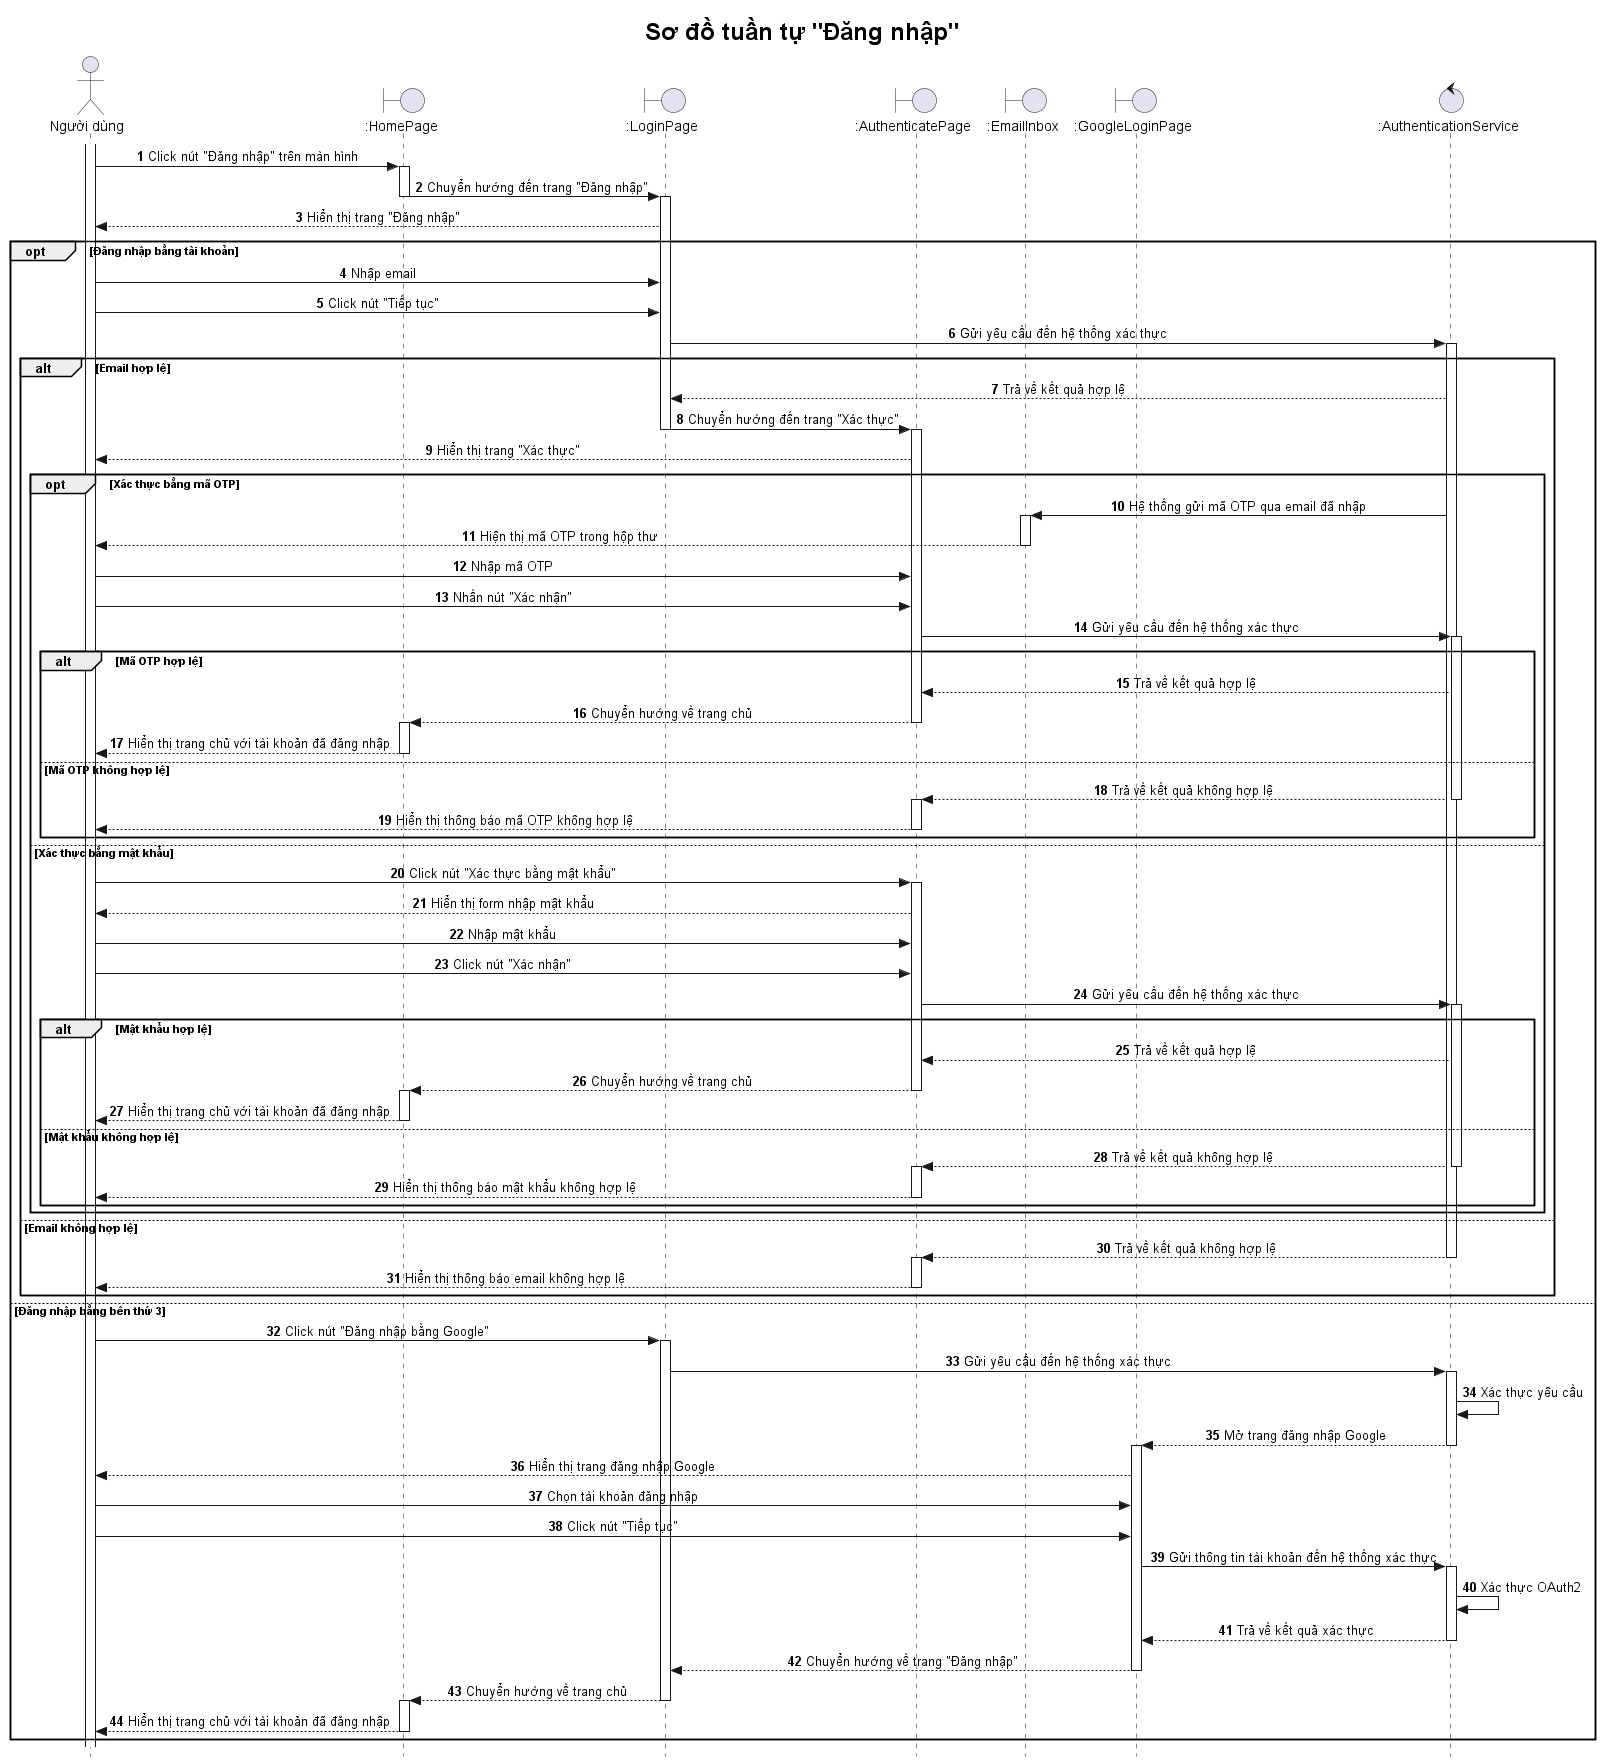 Sơ đồ tuần tự "Đăng nhập"
Người dùng
:HomePage
:LoginPage
:AuthenticatePage
:EmailInbox
:GoogleLoginPage
:AuthenticationService
1 Click nút "Đăng nhập" trên màn hình
2 Chuyển hướng đến trang "Đăng nhập"
3 Hiển thị trang "Đăng nhập"
opt [Đăng nhập bằng tài khoản]
4 Nhập email
5 Click nút "Tiếp tục"
6 Gửi yêu cầu đến hệ thống xác thực
alt [Email hợp lệ]
7 Trả về kết quả hợp lệ
8 Chuyển hướng đến trang "Xác thực"
9 Hiển thị trang "Xác thực"
opt [Xác thực bằng mã OTP]
10 Hệ thống gửi mã OTP qua email đã nhập
11 Hiện thị mã OTP trong hộp thư
12 Nhập mã OTP
13 Nhấn nút "Xác nhận"
14 Gửi yêu cầu đến hệ thống xác thực
alt [Mã OTP hợp lệ]
15 Trả về kết quả hợp lệ
16 Chuyển hướng về trang chủ
17 Hiển thị trang chủ với tài khoản đã đăng nhập
[Mã OTP không hợp lệ]
18 Trả về kết quả không hợp lệ
19 Hiển thị thông báo mã OTP không hợp lệ
[Xác thực bằng mật khẩu]
20 Click nút "Xác thực bằng mật khẩu"
21 Hiển thị form nhập mật khẩu
22 Nhập mật khẩu
23 Click nút "Xác nhận"
24 Gửi yêu cầu đến hệ thống xác thực
alt [Mật khẩu hợp lệ]
25 Trả về kết quả hợp lệ
26 Chuyển hướng về trang chủ
27 Hiển thị trang chủ với tài khoản đã đăng nhập
[Mật khẩu không hợp lệ]
28 Trả về kết quả không hợp lệ
29 Hiển thị thông báo mật khẩu không hợp lệ
[Email không hợp lệ]
30 Trả về kết quả không hợp lệ
31 Hiển thị thông báo email không hợp lệ
[Đăng nhập bằng bên thứ 3]
32 Click nút "Đăng nhập bằng Google"
33 Gửi yêu cầu đến hệ thống xác thực
34 Xác thực yêu cầu
35 Mở trang đăng nhập Google
36 Hiển thị trang đăng nhập Google
37 Chọn tài khoản đăng nhập
38 Click nút "Tiếp tục"
39 Gửi thông tin tài khoản đến hệ thống xác thực
40 Xác thực OAuth2
41 Trả về kết quả xác thực
42 Chuyển hướng về trang "Đăng nhập"
43 Chuyển hướng về trang chủ
44 Hiển thị trang chủ với tài khoản đã đăng nhập